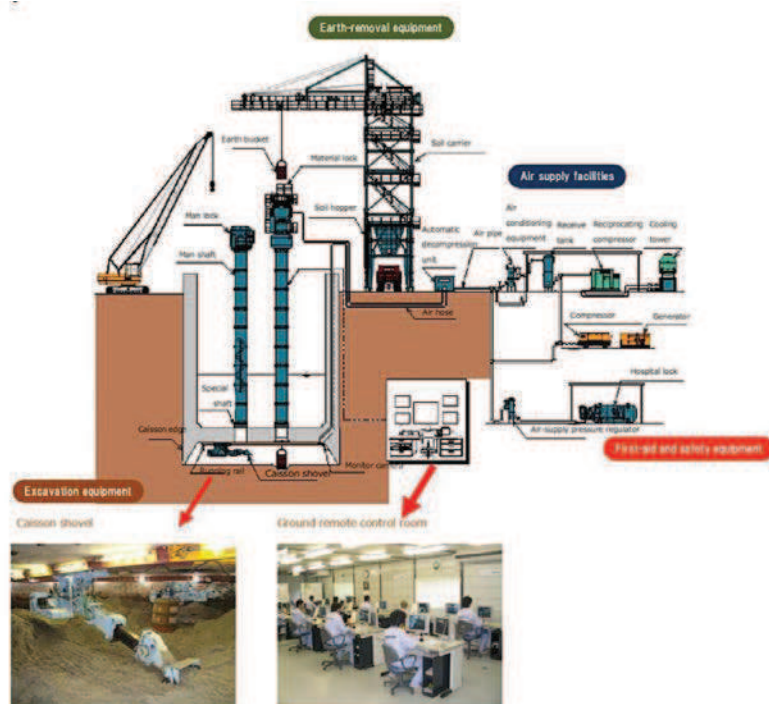 Earth-removal equipment
Earth bucket
Material lock
Soil carrier
Air supply facilities
Man lock
Soil hopper
Automatic
decompression
unit
Air pipe
Air
conditioning
equipment
Receive
tank
Reciprocating
compressor
Cooling
tower
Man shaft
Air hose
Compressor
Generator
Special
shaft
Hospital lock
Caisson edge
Air-supply pressure regulator
Running rail
Caisson shovel
Monitor camera
First-aid and safety equipment
Excavation equipment
Caisson shovel
Ground remote control room